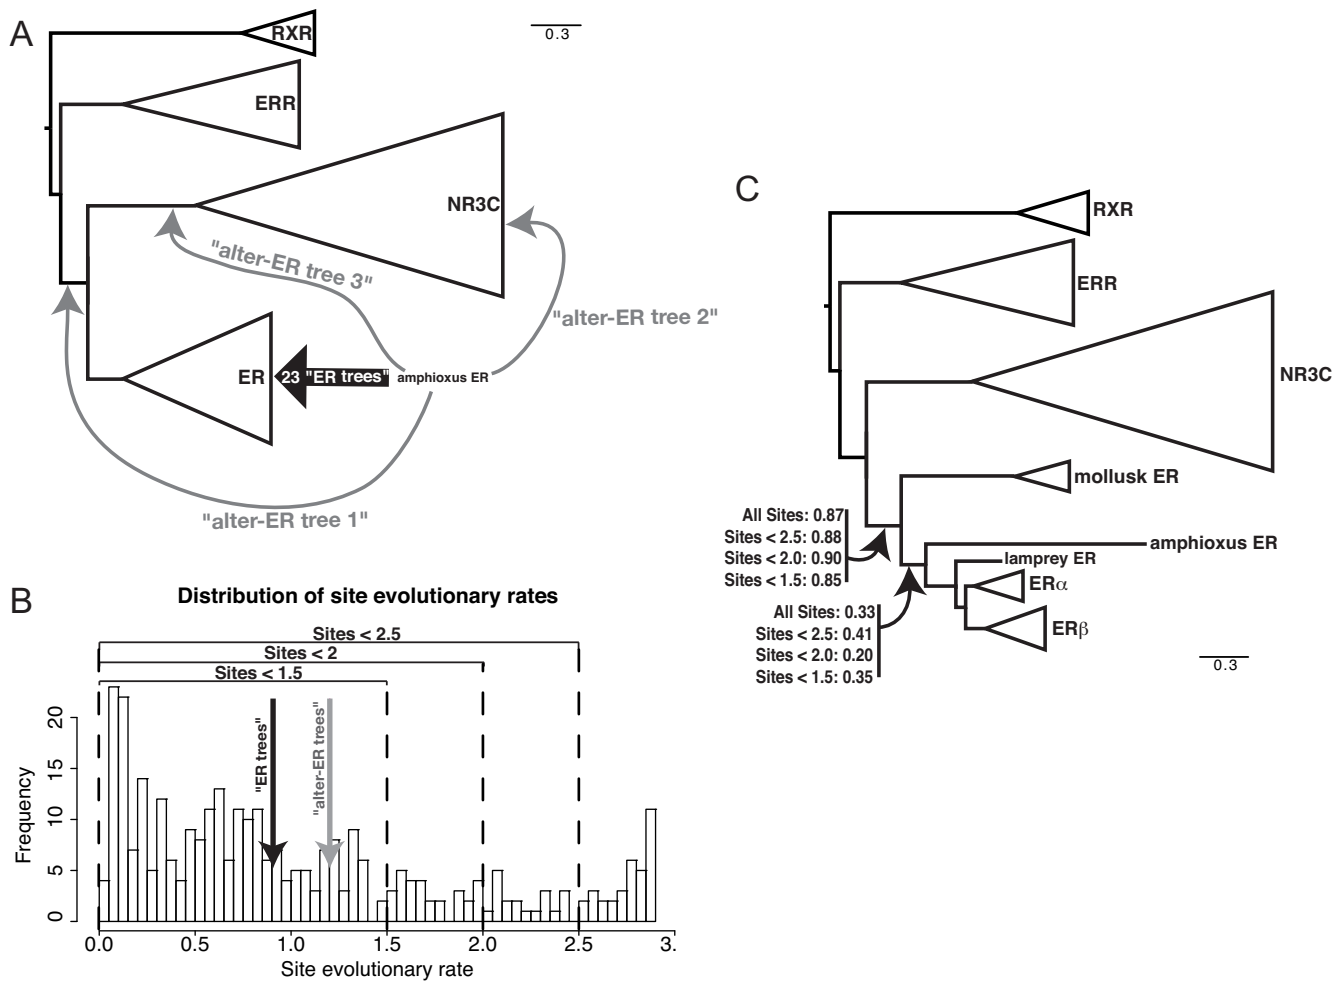 A
RXR
0.3
ERR
NR3C
"alter-ER tree 3"
"alter-ER tree 2"
ER
23 "ER trees"
amphioxus ER
"alter-ER tree 1"
B
Distribution of site evolutionary rates
Sites < 2.5
Sites < 2
Sites < 1.5
"ER trees"
"alter-ER trees"
Frequency
0
5
10
15
20
0.0
0.5
1.0
1.5
2.0
2.5
3.
Site evolutionary rate
C
RXR
ERR
NR3C
mollusk ER
All Sites: 0.87
Sites < 2.5: 0.88
Sites < 2.0: 0.90
Sites < 1.5: 0.85
amphioxus ER
lamprey ER
ERα
ERβ
All Sites: 0.33
Sites < 2.5: 0.41
Sites < 2.0: 0.20
Sites < 1.5: 0.35
0.3